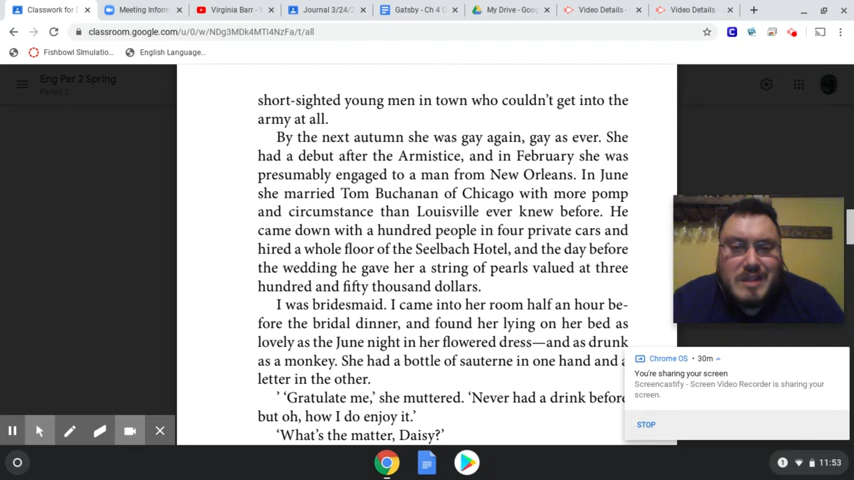 Classwork for E
Meeting Inform
Virginia Barr - Y
Journal 3/24/2
Gatsby - Ch 4 C
My Drive - Goog
Video Details -
Video Details -
classroom.google.com/u/0/w/NDg3MDk4MTI4NzFa/t/all
Fishbowl SImulatio...
English Language...
Eng Per 2 Spring
short-sighted young men in town who couldn't get into the
army at all.
By the next autumn she was gay again, gay as ever. She
had a debut after the Armistice, and in February she was
presumably engaged to a man from New Orleans. In June
she married Tom Buchanan of Chicago with more pomp
and circumstance than Louisville ever knew before. He
came down with a hundred people in four private cars and
hired a whole floor of the Seelbach Hotel, and the day before
the wedding he gave her a string of pearls valued at three
hundred and fifty thousand dollars.
I was bridesmaid. I came into her room half an hour be-
fore the bridal dinner, and found her lying on her bed as
lovely as the June night in her flowered dress—and as drunk
as a monkey. She had a bottle of sauterne in one hand and a
letter in the other.
' 'Gratulate me,' she muttered. 'Never had a drink before
but oh, how I do enjoy it.'
'What's the matter, Daisy?'
Chrome OS • 30m
You're sharing your screen
Screencastify - Screen Video Recorder is sharing your
screen.
STOP
1
11:53